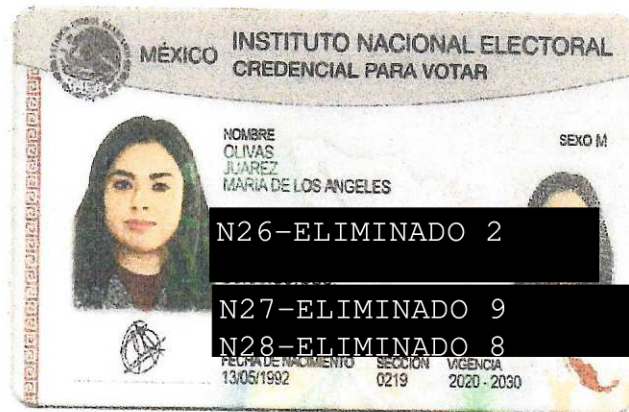 MÉXICO INSTITUTO NACIONAL ELECTORAL
CREDENCIAL PARA VOTAR
NOMBRE SEXO M
OLIVAS
JUAREZ
MARIA DE LOS ANGELES
N26-ELIMINADO 2
N27-ELIMINADO 9
N28-ELIMINADO 8
FECHA DE NACIMIENTO SECCIÓN VIGENCIA
13/05/1992 0219 2020 - 2030